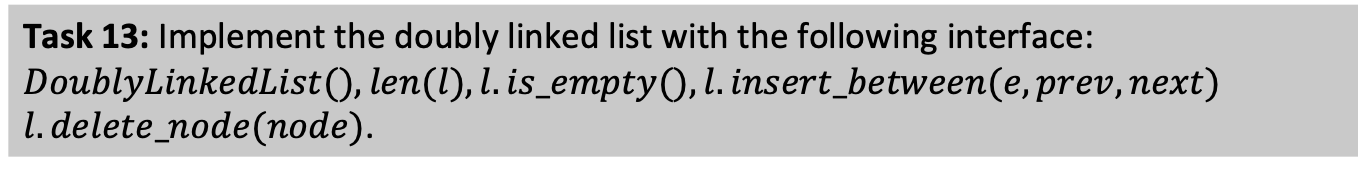 Task 13: Implement the doubly linked list with the following interface:
DoublyLinkedList(), len(l), l. is_empty(), l. insert_between(e, prev, next)
l. delete_node(node).